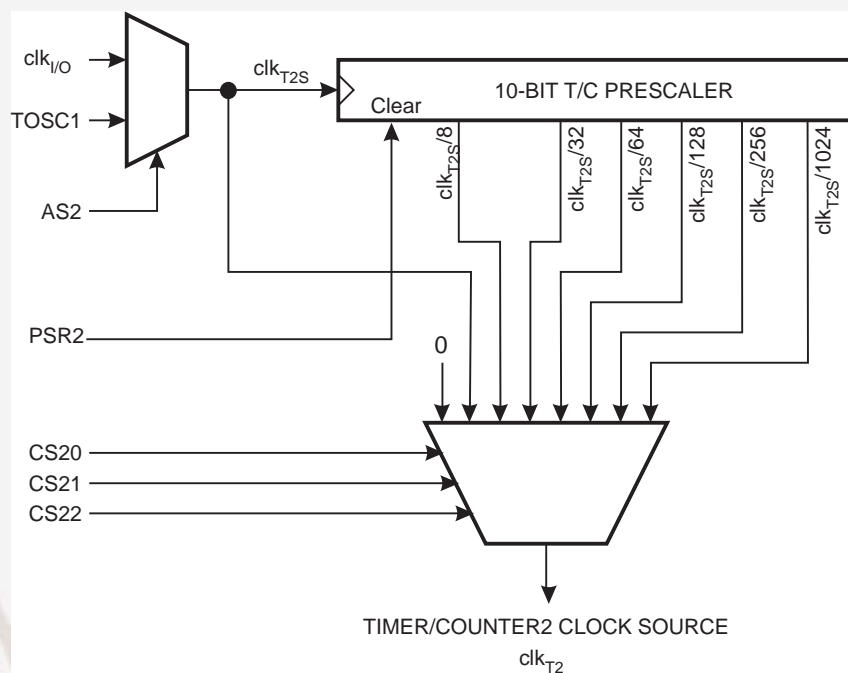 clkI/O
TOSC1
AS2
clkT2S
10-BIT T/C PRESCALER
Clear
clkT2S/8
clkT2S/32
clkT2S/64
clkT2S/128
clkT2S/256
clkT2S/1024
PSR2
0
CS20
CS21
CS22
TIMER/COUNTER2 CLOCK SOURCE
clkT2